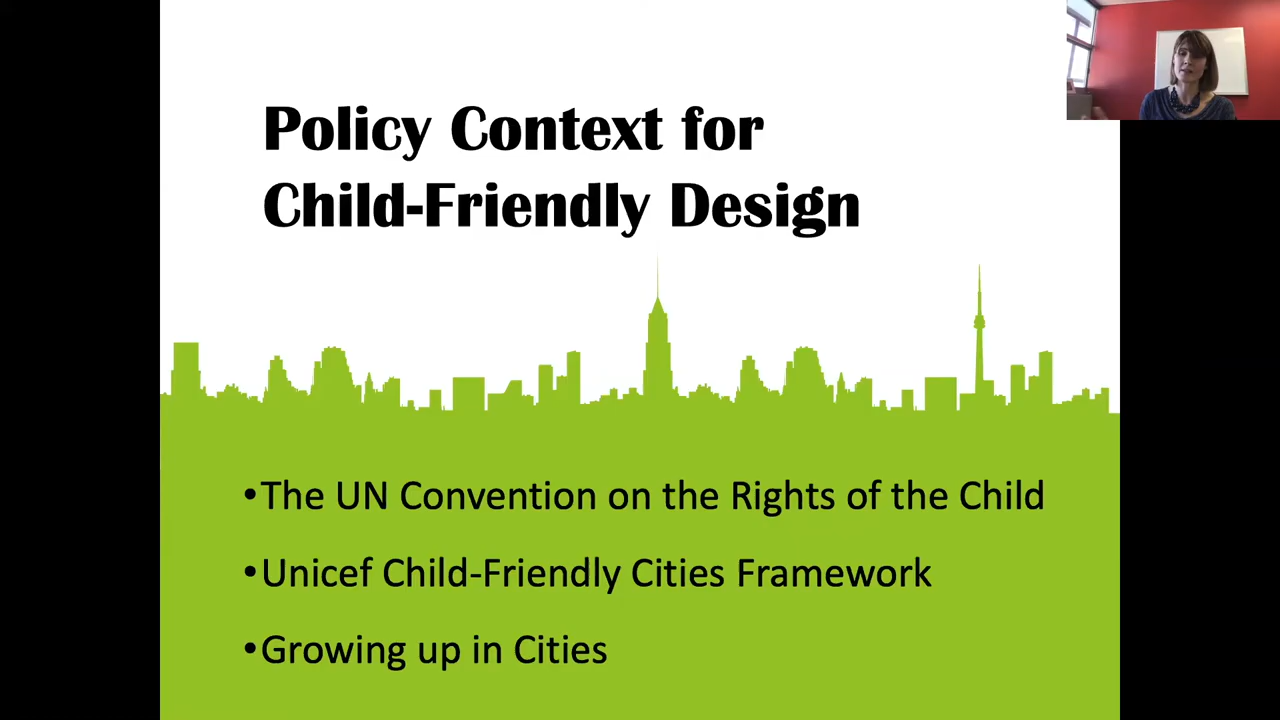 Policy Context for
Child-Friendly Design
•The UN Convention on the Rights of the Child
•Unicef Child-Friendly Cities Framework
•Growing up in Cities